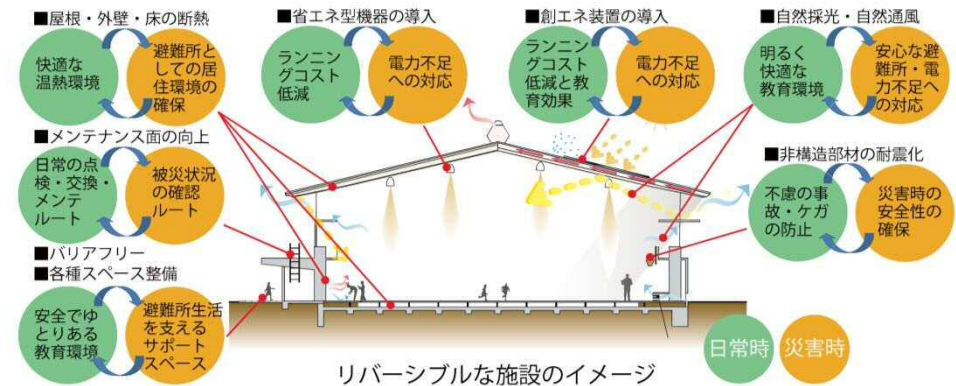 ■屋根・外壁・床の断熱
快適な
温熱環境
避難所と
しての居
住環境の
確保
■省エネ型機器の導入
ランニン
グコスト
低減
電力不足
への対応
■創エネ装置の導入
ランニン
グコスト
低減と教
育効果
電力不足
への対応
■自然採光・自然通風
明るく
快適な
教育環境
安心な避
難所・電
力不足へ
の対応
■メンテナンス面の向上
日常の点
検・交換・
メンテ
ルート
被災状況
の確認
ルート
■非構造部材の耐震化
不慮の事
故・ケガ
の防止
災害時の
安全性の
確保
■バリアフリー
■各種スペース整備
安全でゆ
とりある
教育環境
避難所生活
を支える
サポート
スペース
日常時
災害時
リバーシブルな施設のイメージ